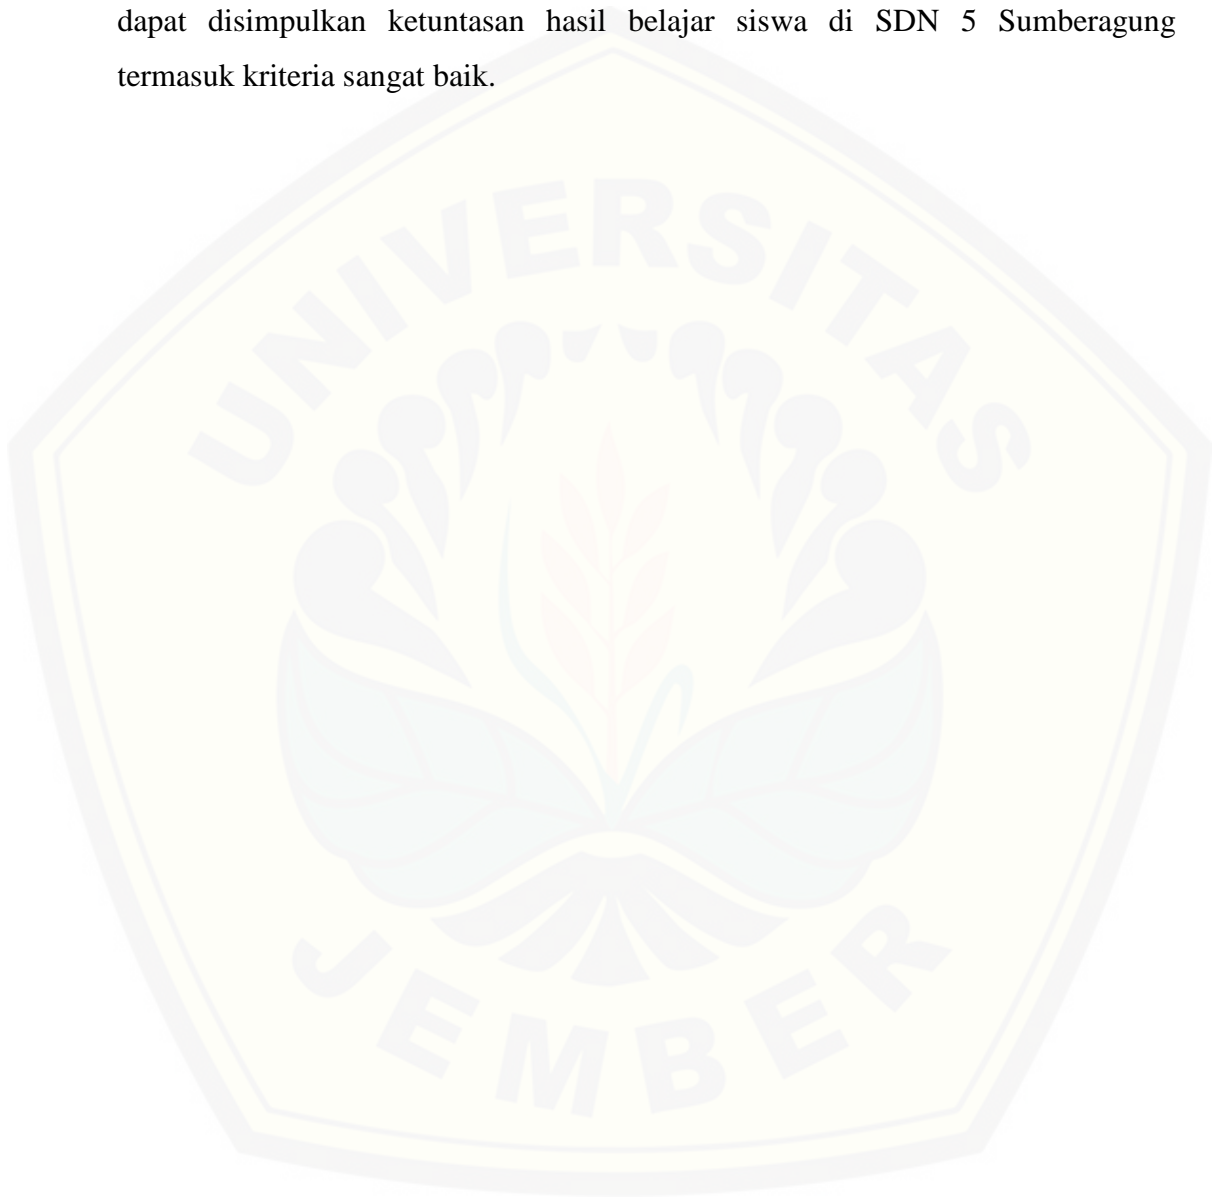 dapat disimpulkan ketuntasan hasil belajar siswa di SDN 5 Sumberagung
termasuk kriteria sangat baik.
UNIVERSITAS
JEMBER